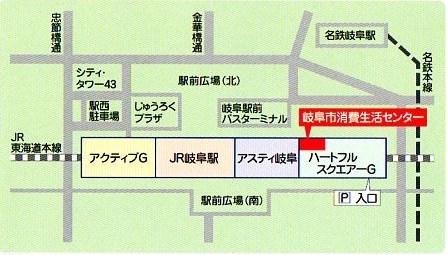 忠節橋通
金華橋通
名鉄岐阜駅
名鉄本線
シティ・
タワー43
駅前広場(北)
駅西
駐車場
じゅうろく
プラザ
岐阜駅前
バスターミナル
岐阜市消費生活センター
JR
東海道本線
アクティブG
JR岐阜駅
アスティ岐阜
ハートフル
スクエアーG
P 入口
駅前広場(南)